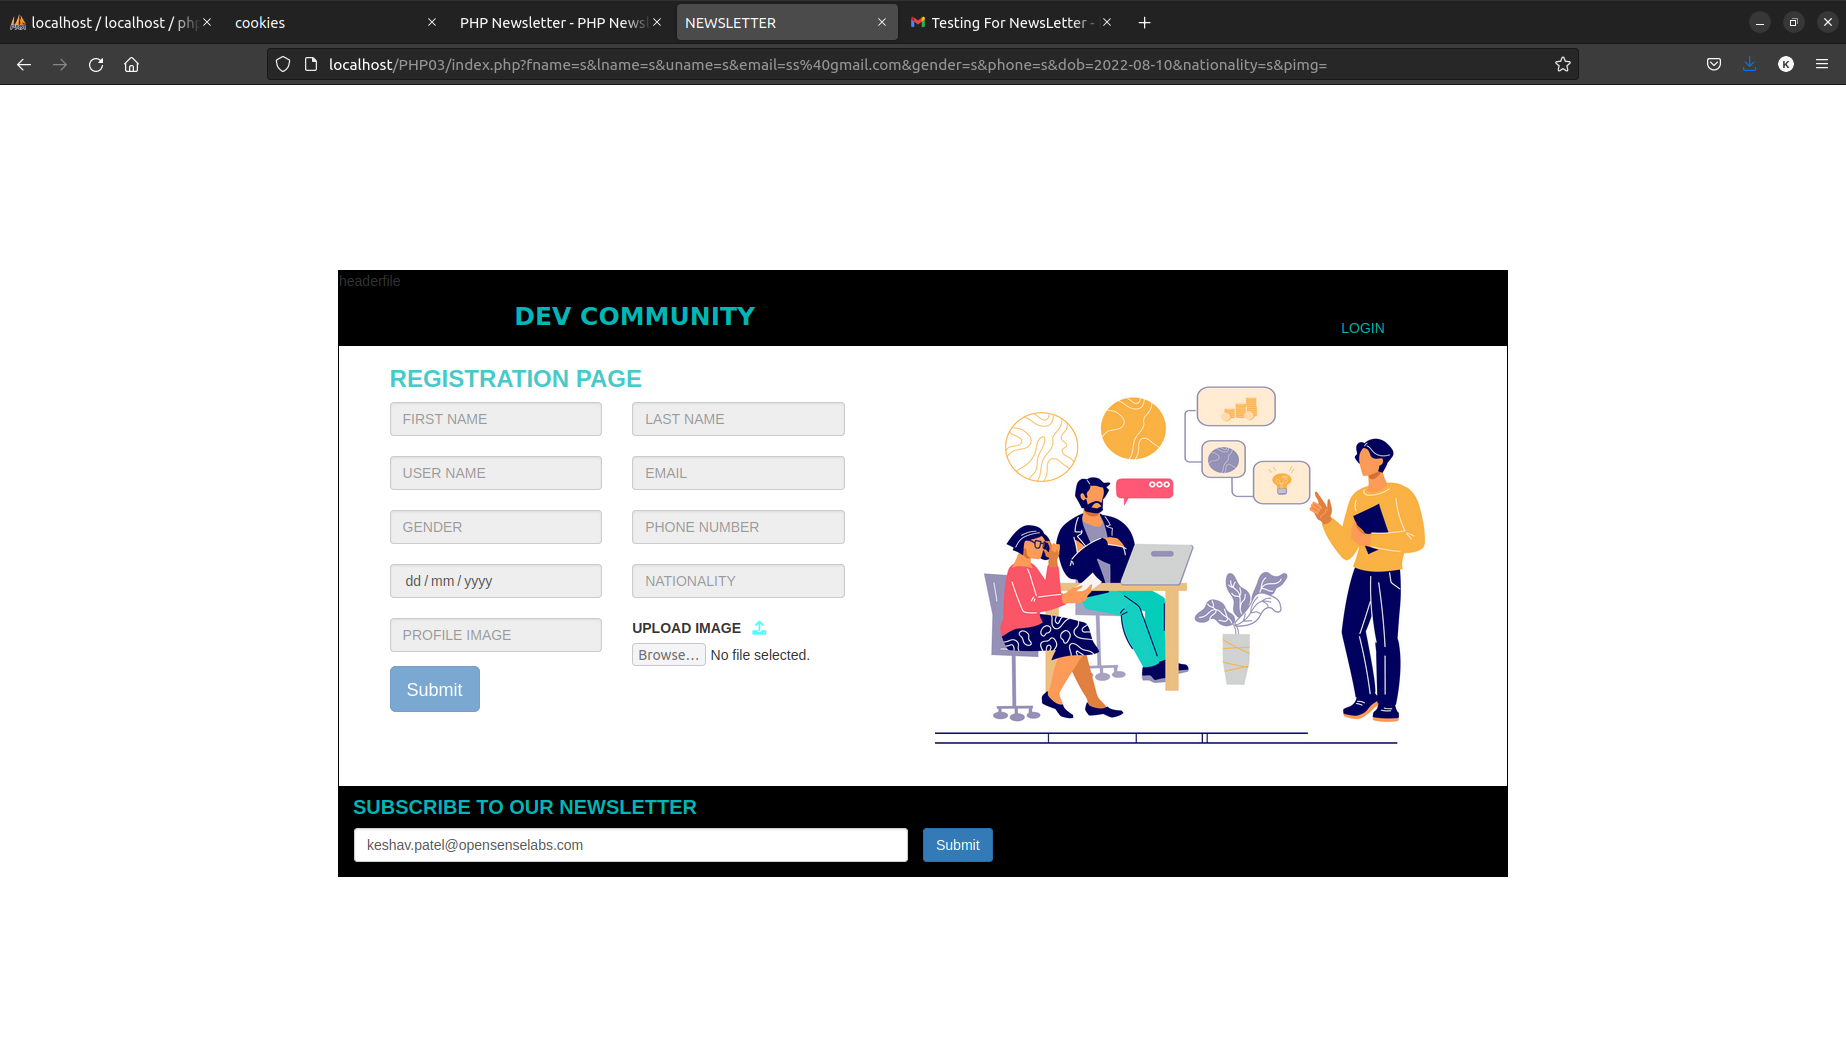 localhost / localhost / php
cookies
PHP Newsletter - PHP Newsl
NEWSLETTER
Testing For NewsLetter -
localhost/PHP03/index.php?fname=s&lname=s&uname=s&email=ss%40gmail.com&gender=s&phone=s&dob=2022-08-10&nationality=s&pimg=
K
headerfile
DEV COMMUNITY
LOGIN
REGISTRATION PAGE
FIRST NAME LAST NAME
USER NAME EMAIL
GENDER PHONE NUMBER
dd / mm / yyyy NATIONALITY
PROFILE IMAGE UPLOAD IMAGE
Browse... No file selected.
Submit
SUBSCRIBE TO OUR NEWSLETTER
keshav.patel@opensenselabs.com Submit